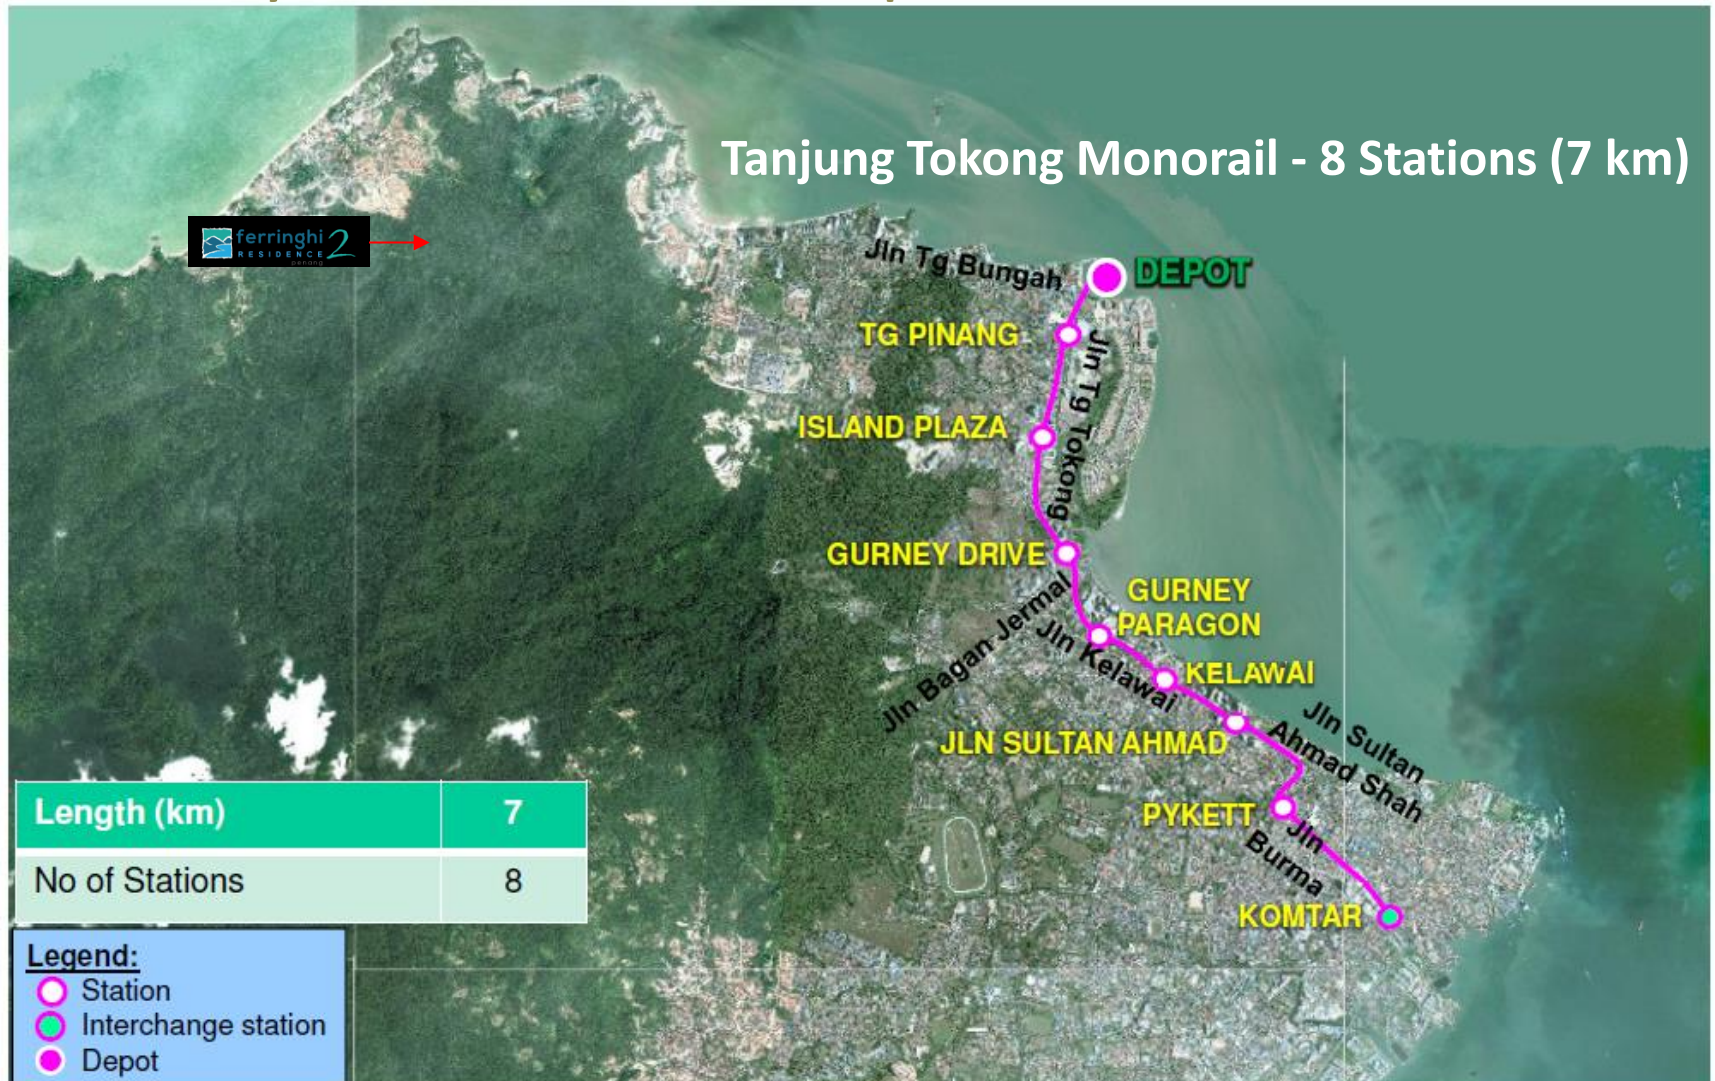 Tanjung Tokong Monorail - 8 Stations (7 km)
ferringhi 2
RESIDENCE
penang
Jln Tg Bungah
DEPOT
TG PINANG
Jln Tg Tokong
ISLAND PLAZA
GURNEY DRIVE
GURNEY
PARAGON
Jln Bagan Jermal
Jln Kelawai
KELAWAI
JLN SULTAN AHMAD
Jln Sultan
Ahmad Shah
PYKETT
Jln
Burma
KOMTAR
Length (km) 7
No of Stations 8
Legend:
Station
Interchange station
Depot